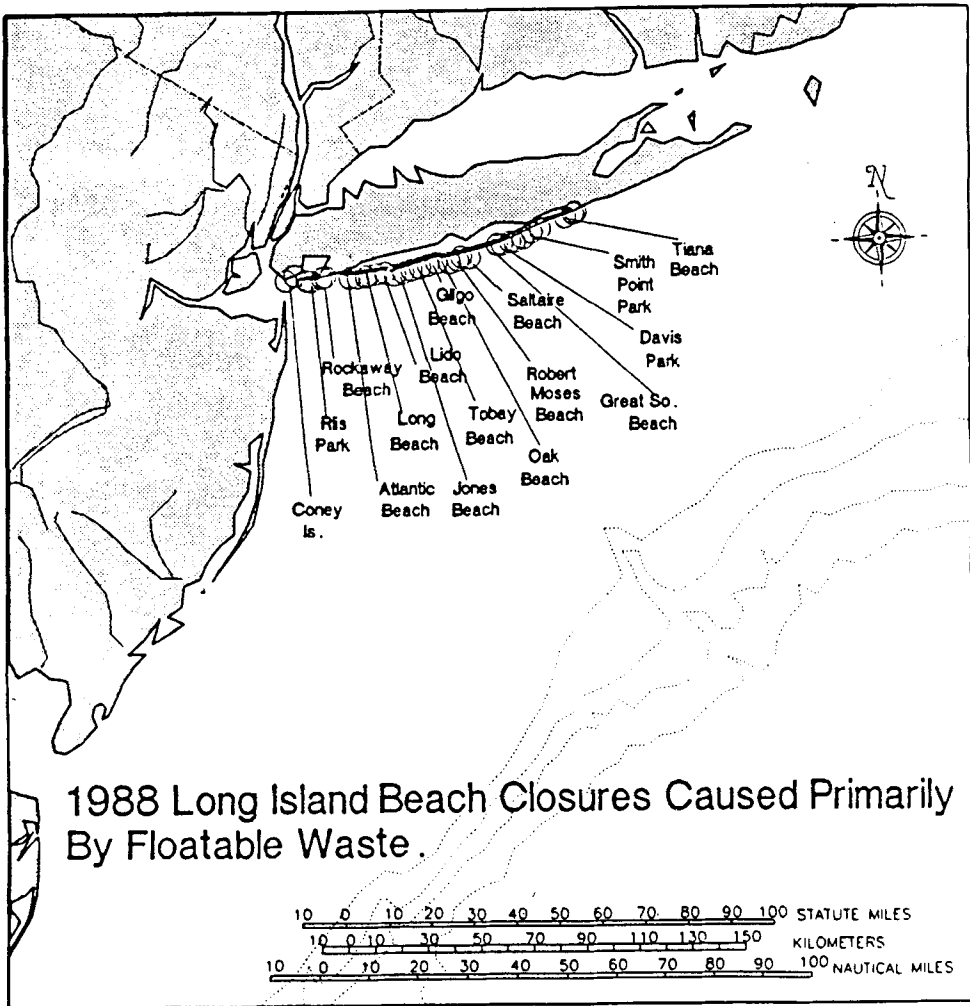 N
Tiana
Beach
Smith
Point
Park
Davis
Park
Great So.
Beach
Saltaire
Beach
Robert
Moses
Beach
Gilgo
Beach
Oak
Beach
Tobay
Beach
Lido
Beach
Jones
Beach
Long
Beach
Atlantic
Beach
Rockaway
Beach
Riis
Park
Coney
Is.
1988 Long Island Beach Closures Caused Primarily
By Floatable Waste.
10 0 10 20 30 40 50 60 70 80 90 100 STATUTE MILES
10 0 10 30 50 70 90 110 130 150 KILOMETERS
10 0 10 20 30 40 50 60 70 80 90 100 NAUTICAL MILES